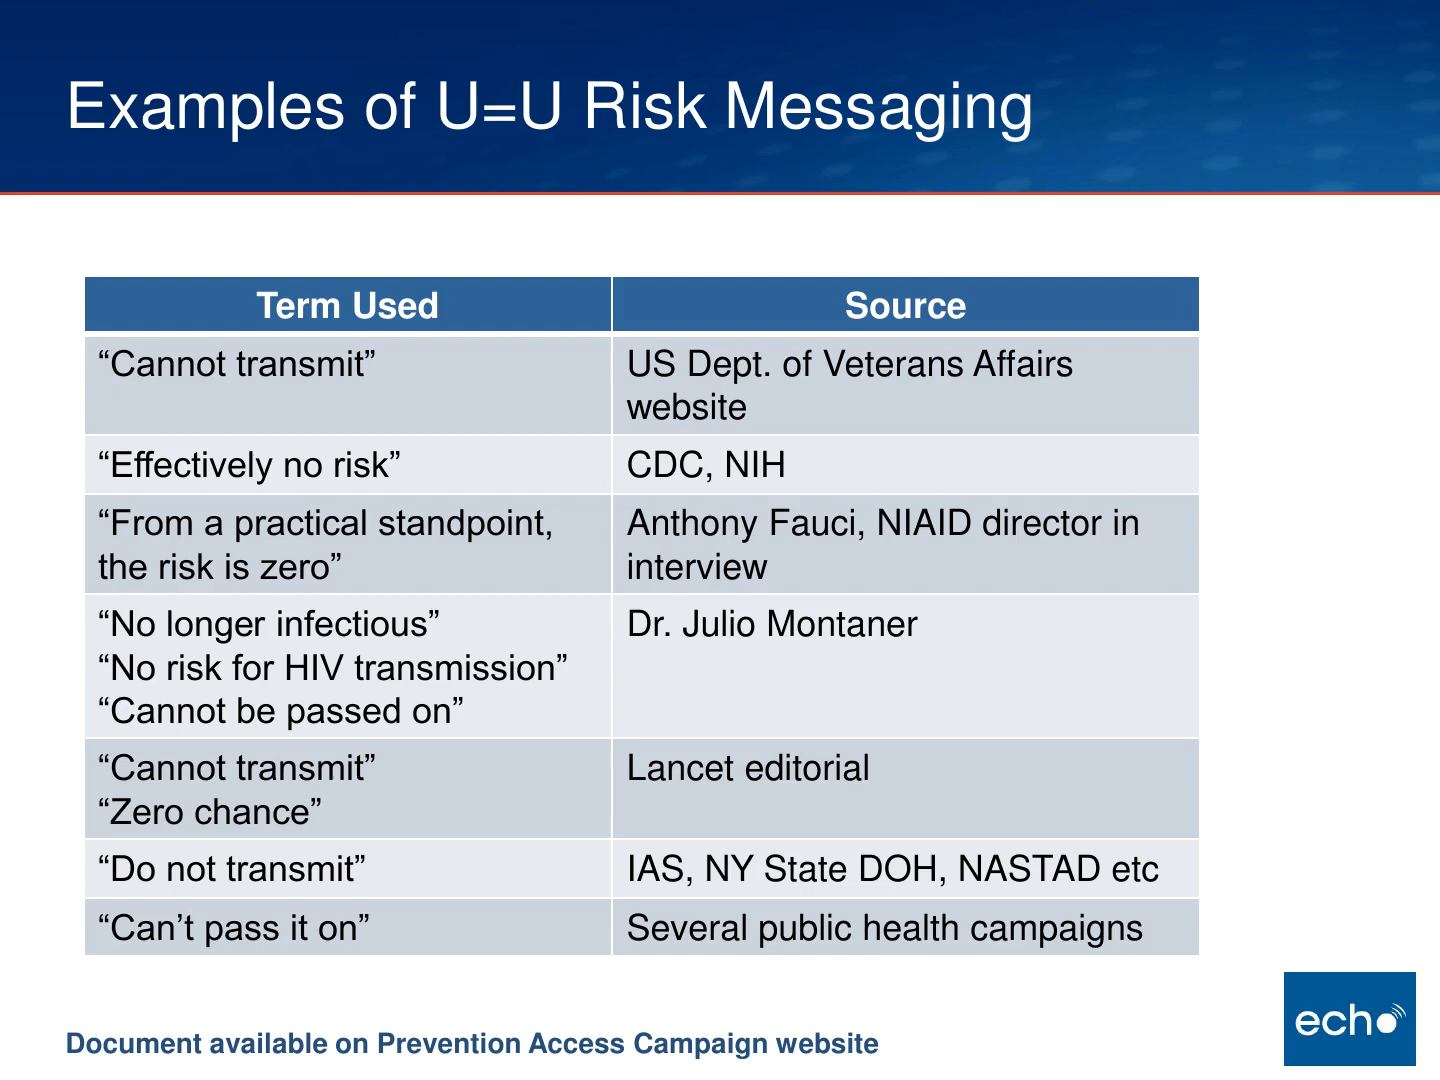 Examples of U=U Risk Messaging
Term Used
Source
“Cannot transmit”
US Dept. of Veterans Affairs
website
“Effectively no risk”
CDC, NIH
“From a practical standpoint,
the risk is zero”
Anthony Fauci, NIAID director in
interview
“No longer infectious”
“No risk for HIV transmission”
“Cannot be passed on”
Dr. Julio Montaner
“Cannot transmit”
“Zero chance”
Lancet editorial
“Do not transmit”
IAS, NY State DOH, NASTAD etc
“Can’t pass it on”
Several public health campaigns
Document available on Prevention Access Campaign website
echo